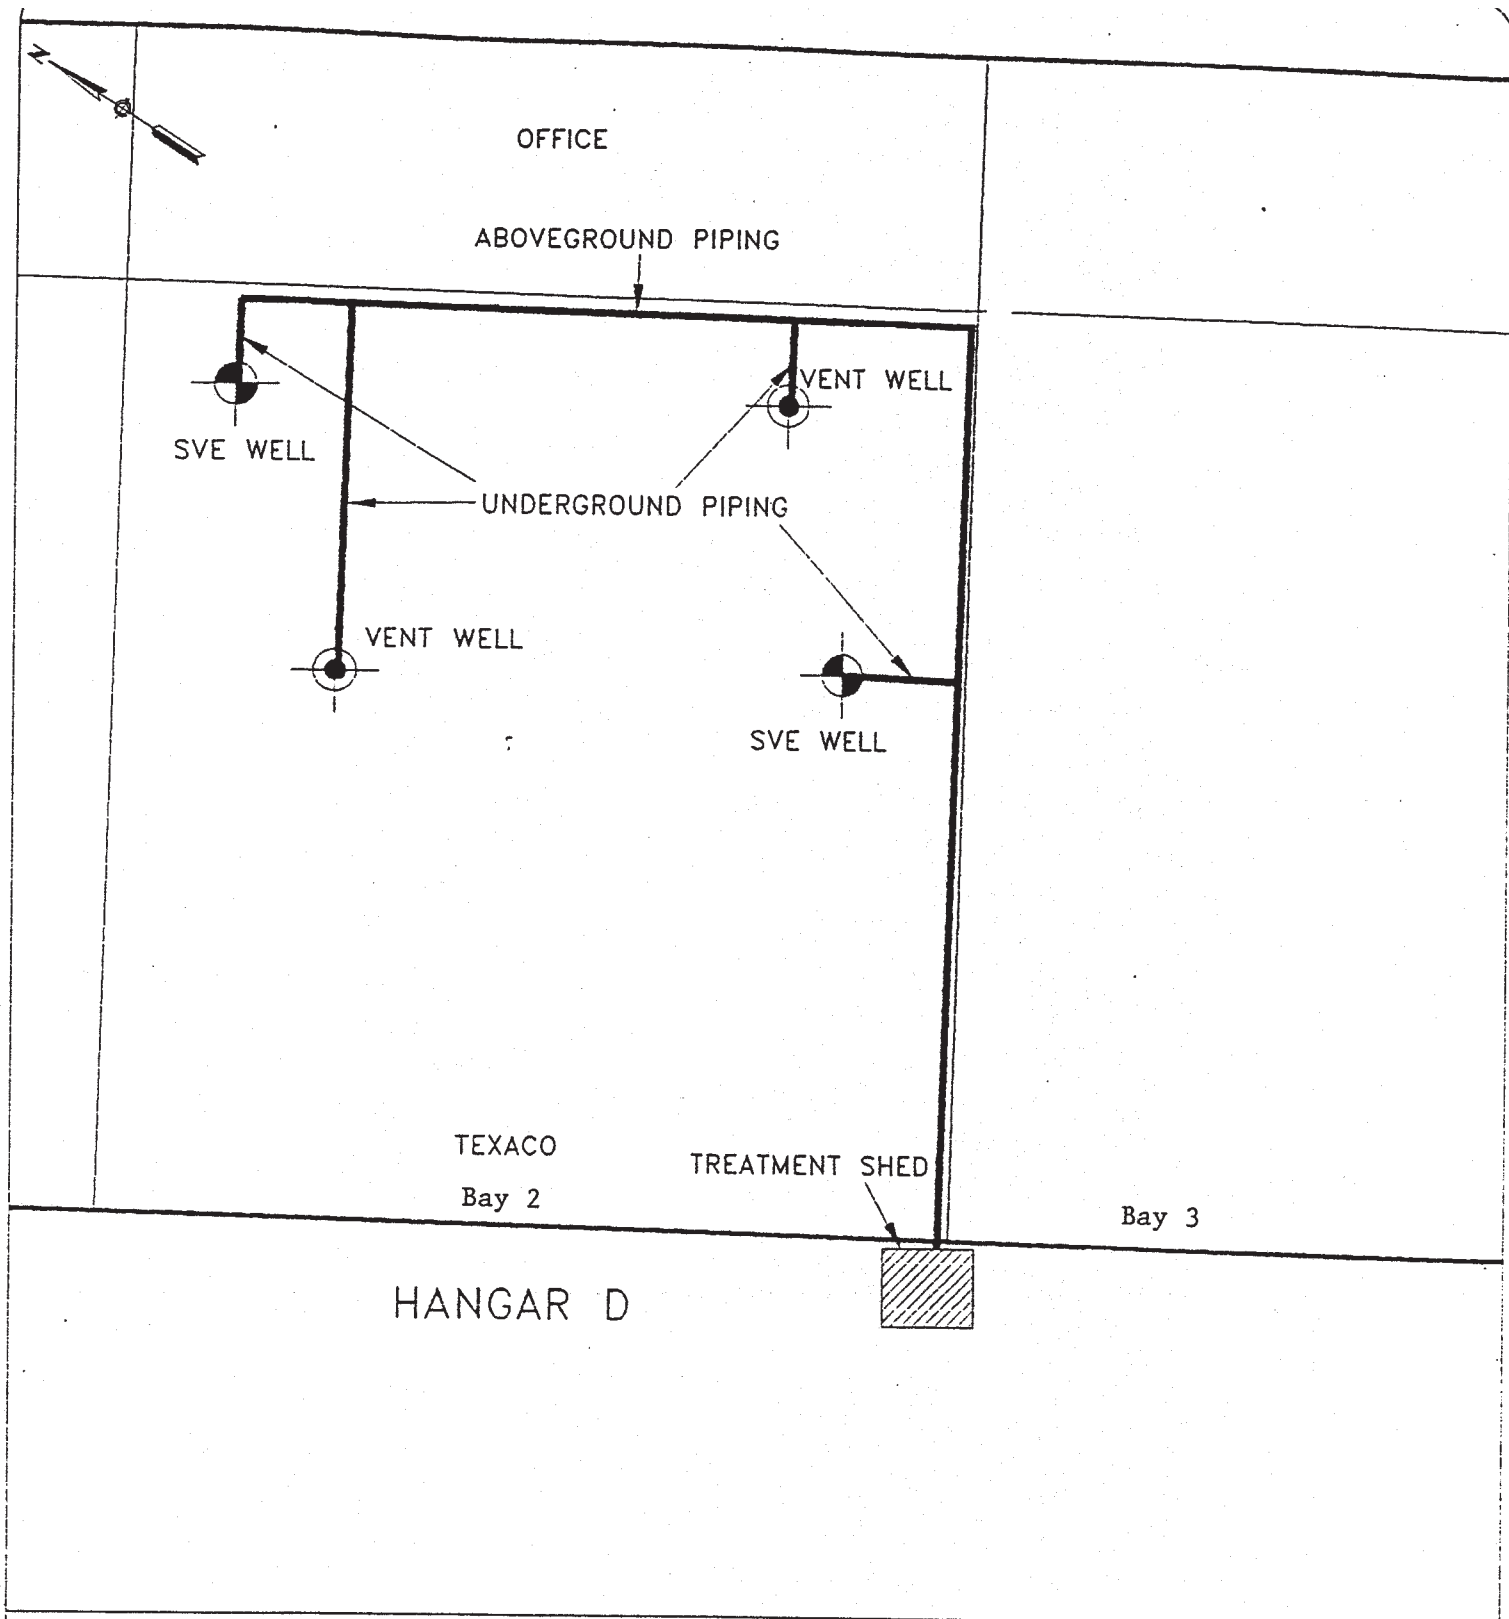 N
OFFICE
ABOVEGROUND PIPING
VENT WELL
SVE WELL
UNDERGROUND PIPING
VENT WELL
SVE WELL
TEXACO
TREATMENT SHED
Bay 2
Bay 3
HANGAR D